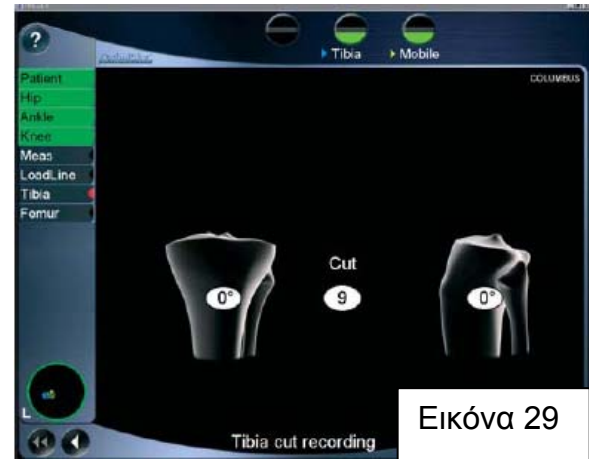 ?
Tibia Mobile
COLUMBUS
Patient
Hip
Ankle
Knee
Meas
LoadLine
Tibia
Femur
Cut
0° 9 0°
L
Tibia cut recording
Εικόνα 29